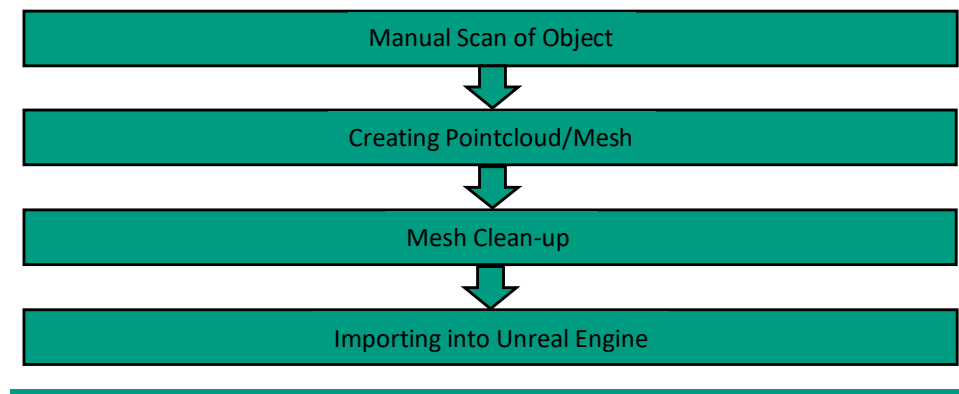 Manual Scan of Object
Creating Pointcloud/Mesh
Mesh Clean-up
Importing into Unreal Engine